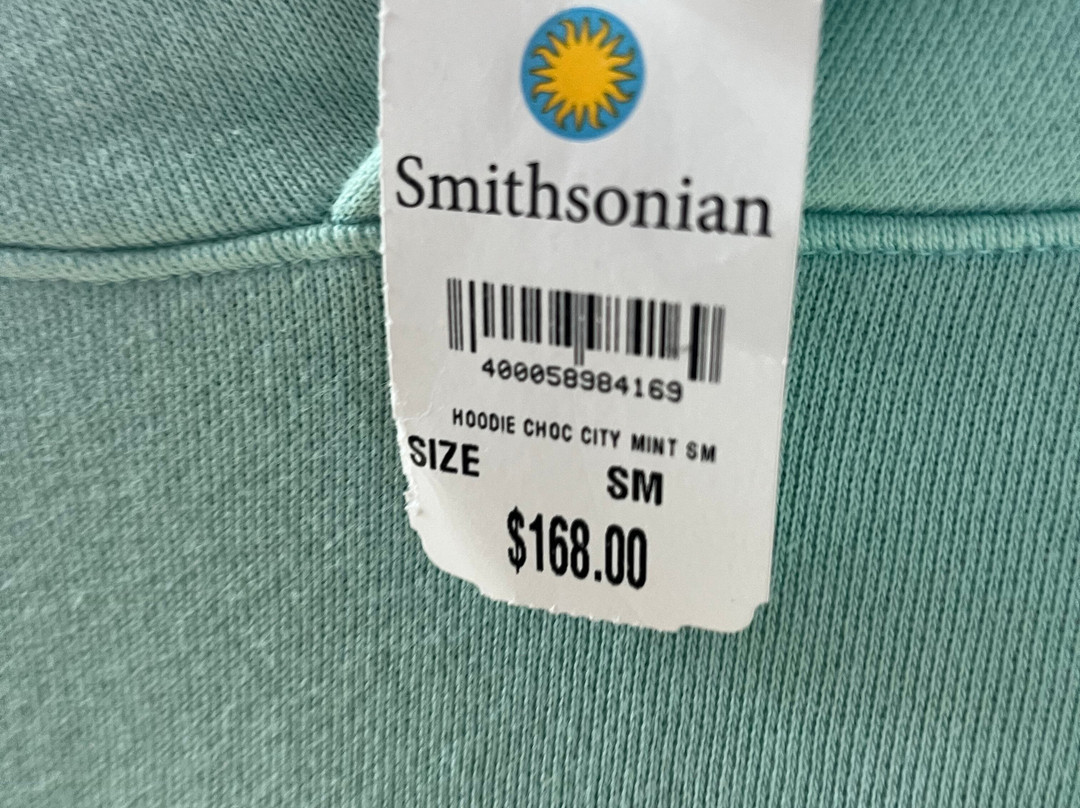 Smithsonian
400058984169
HOODIE CHOC CITY MINT SM
SIZE SM
$168.00